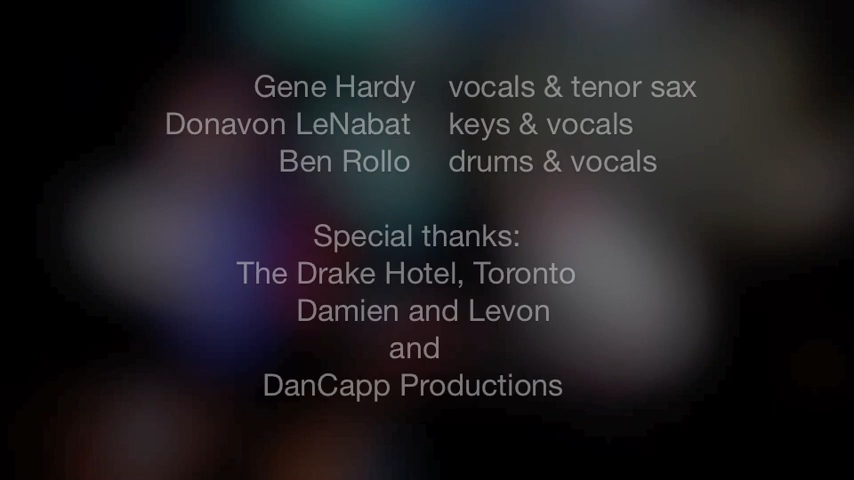 Gene Hardy vocals & tenor sax
Donavon LeNabat keys & vocals
Ben Rollo drums & vocals
Special thanks:
The Drake Hotel, Toronto
Damien and Levon
and
DanCapp Productions